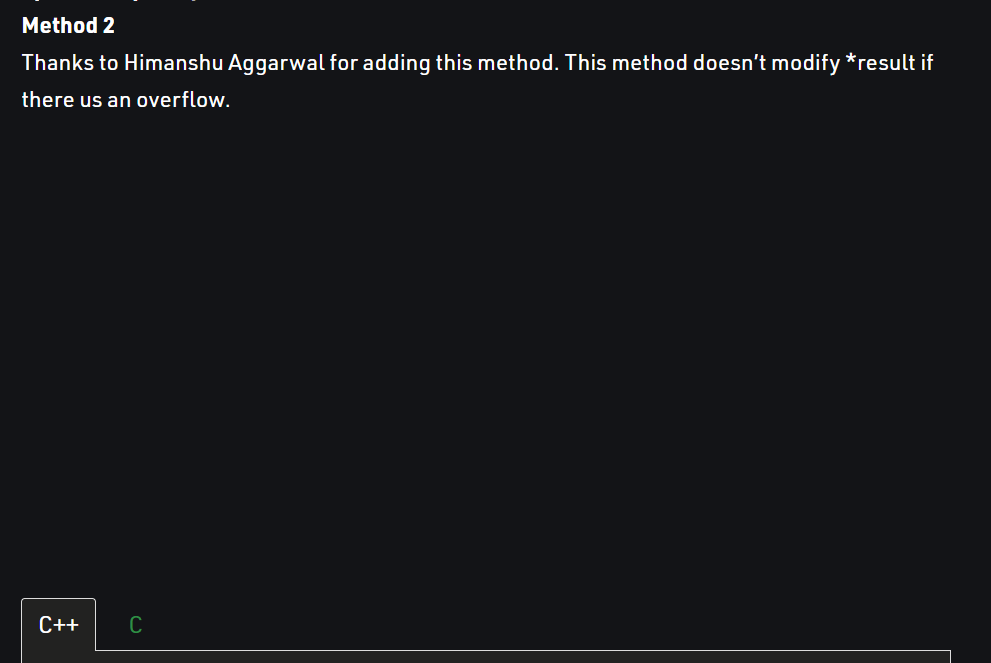 Method 2
Thanks to Himanshu Aggarwal for adding this method. This method doesn’t modify *result if
there us an overflow.
C++
C